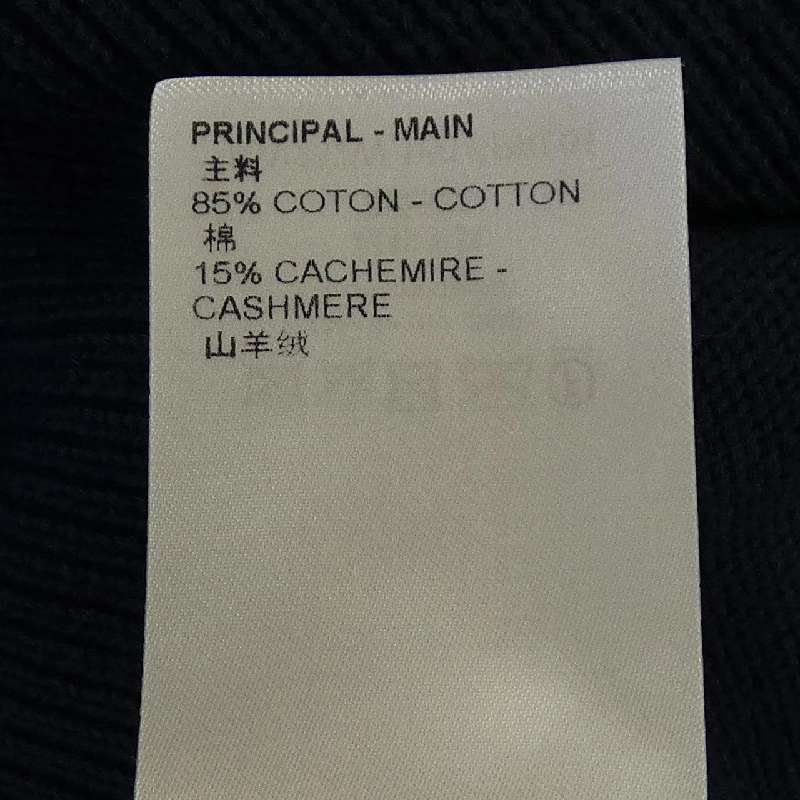 PRINCIPAL - MAIN
主料
85% COTON - COTTON
棉
15% CACHEMIRE -
CASHMERE
山羊绒